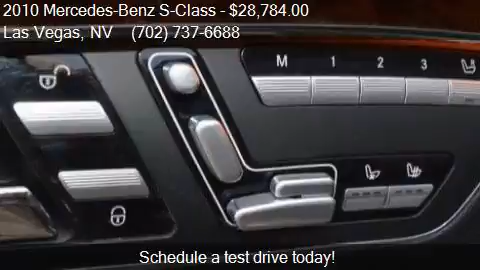 2010 Mercedes-Benz S-Class - $28,784.00
Las Vegas, NV (702) 737-6688
M 1 2 3
Schedule a test drive today!